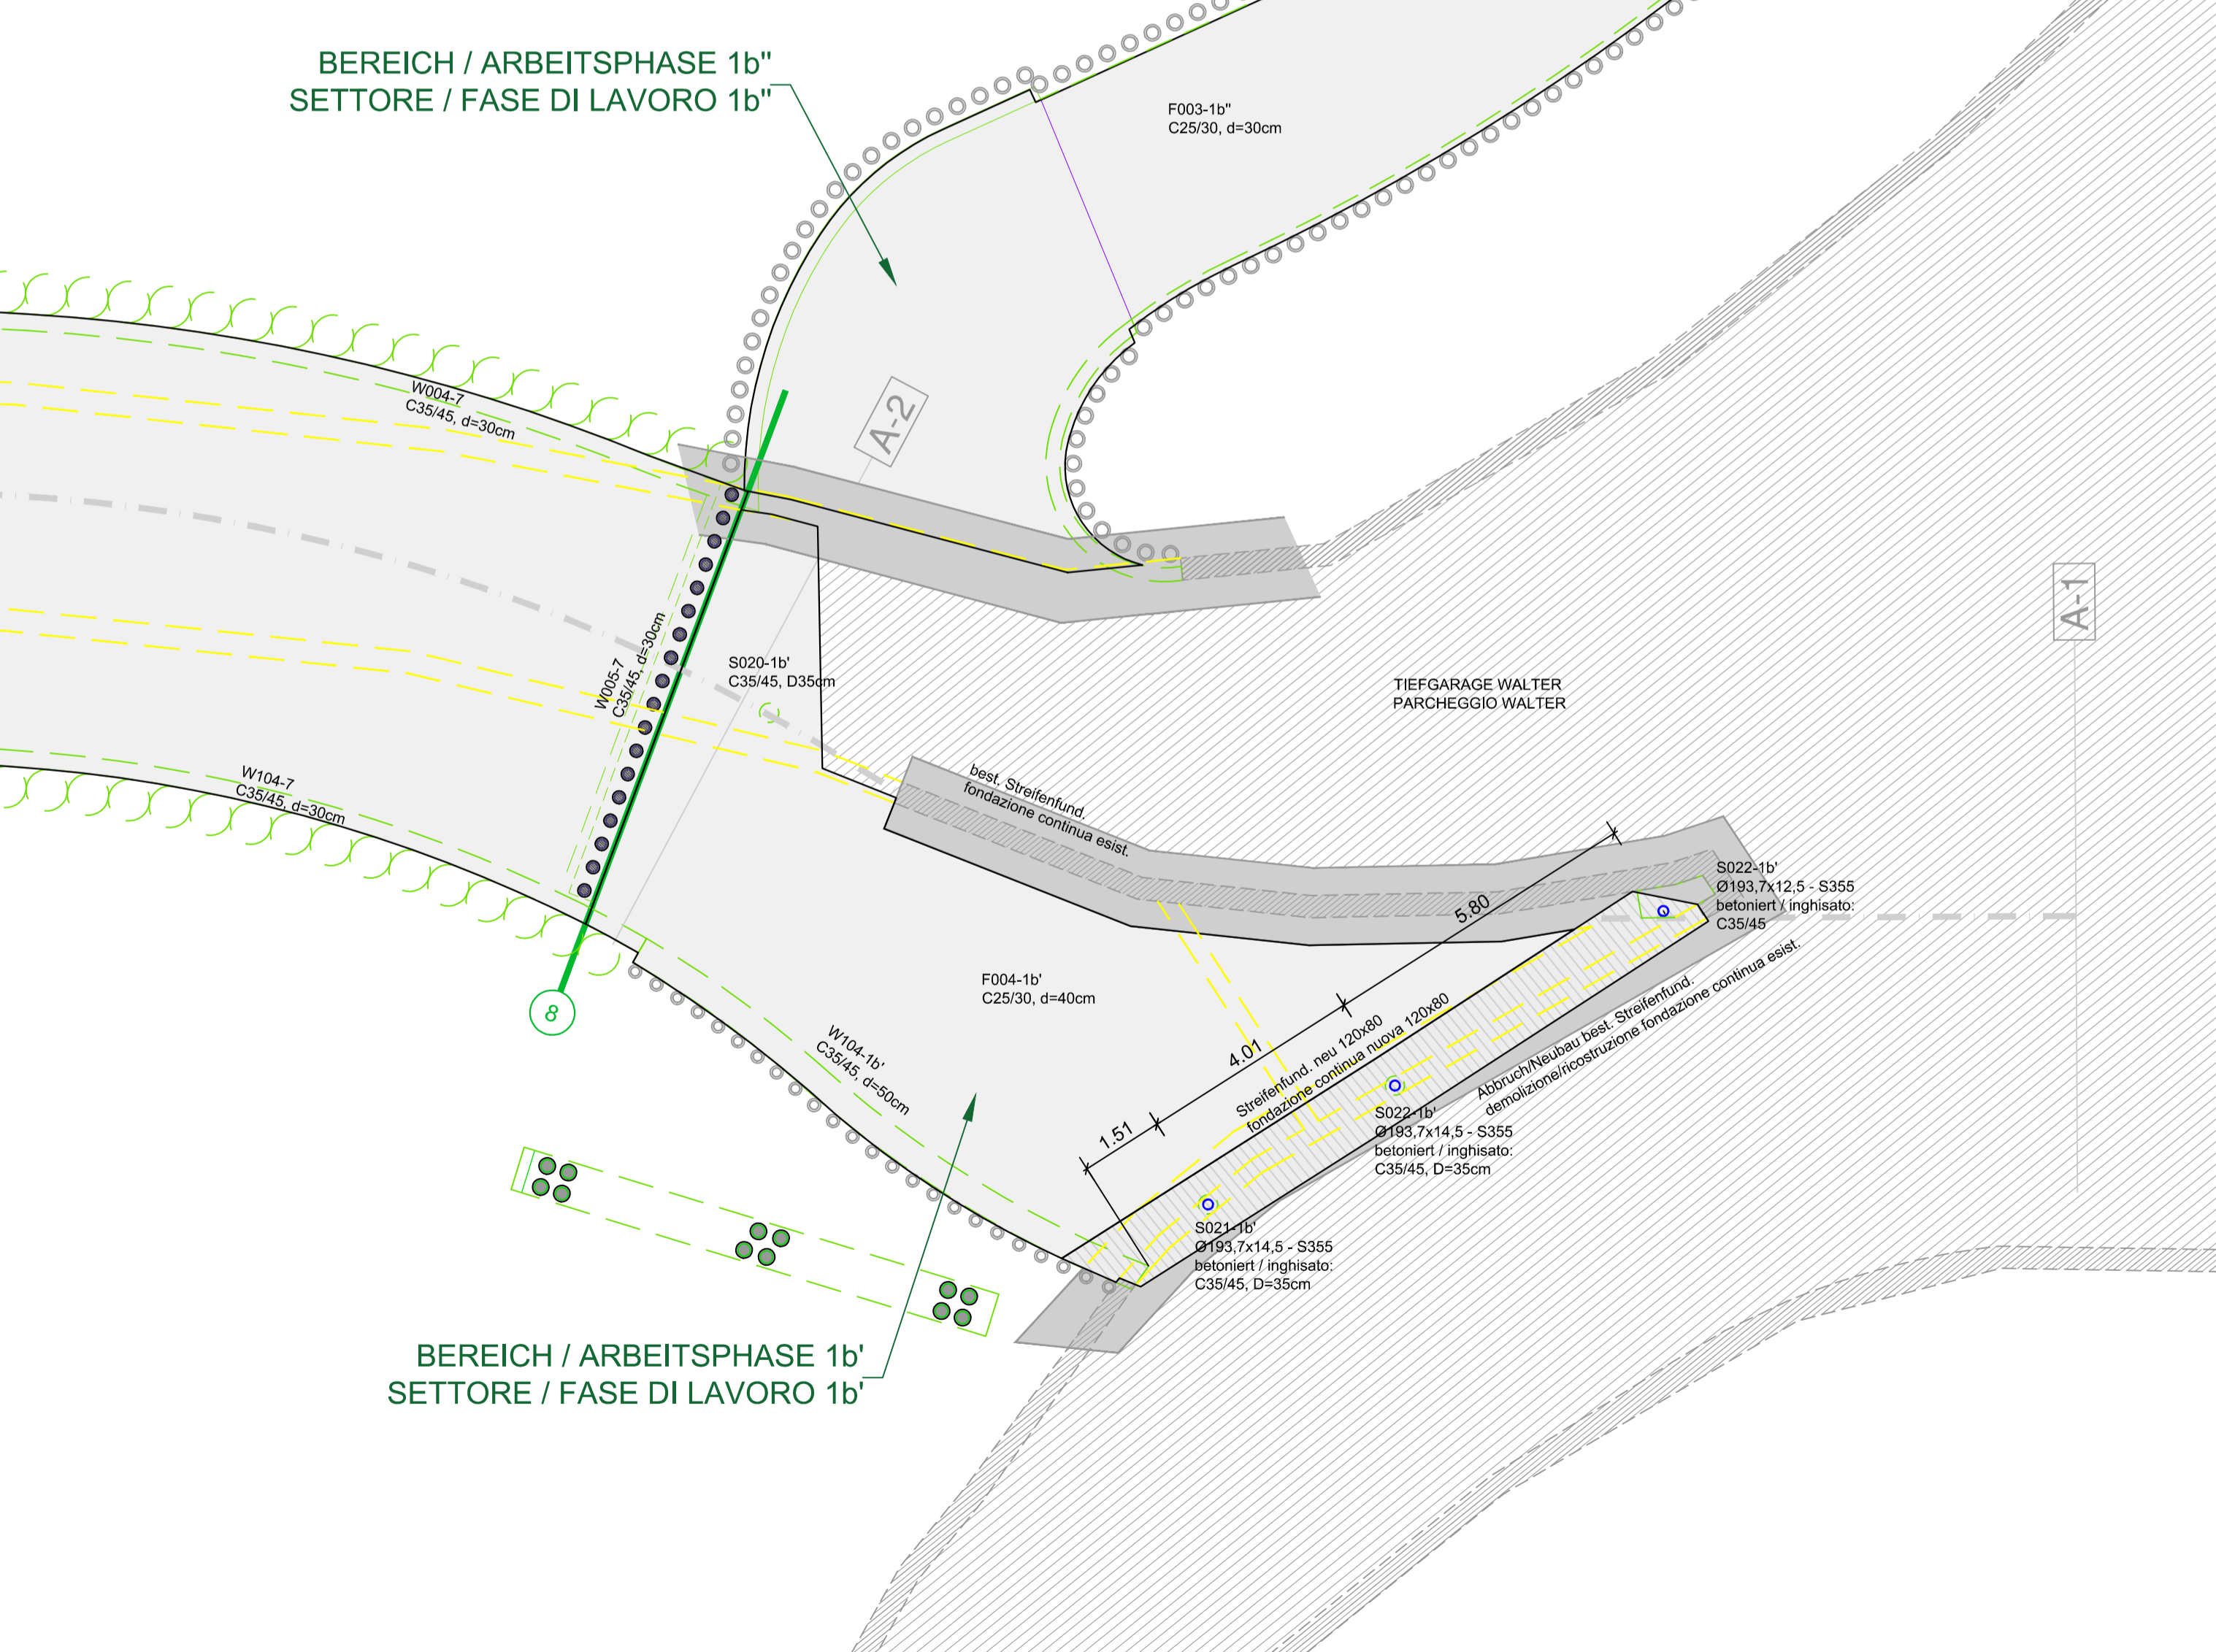 BEREICH / ARBEITSPHASE 1b"
SETTORE / FASE DI LAVORO 1b"
F003-1b"
C25/30, d=30cm
W004-7
C35/45, d=30cm
A-2
A-1
W005-7
C35/45, d=30cm
S020-1b'
C35/45, D35cm
TIEFGARAGE WALTER
PARCHEGGIO WALTER
W104-7
C35/45, d=30cm
best. Streifenfund.
fondazione continua esist.
S022-1b'
Ø193,7x12,5 - S355
betoniert / inghisato:
C35/45
5.80
F004-1b'
C25/30, d=40cm
8
4.01
Streifenfund. neu 120x80
fondazione continua nuova 120x80
Abbruch/Neubau best. Streifenfund.
demolizione/ricostruzione fondazione continua esist.
W104-1b'
C35/45, d=50cm
1.51
S022-1b'
Ø193,7x14,5 - S355
betoniert / inghisato:
C35/45, D=35cm
S021-1b'
Ø193,7x14,5 - S355
betoniert / inghisato:
C35/45, D=35cm
BEREICH / ARBEITSPHASE 1b'
SETTORE / FASE DI LAVORO 1b'